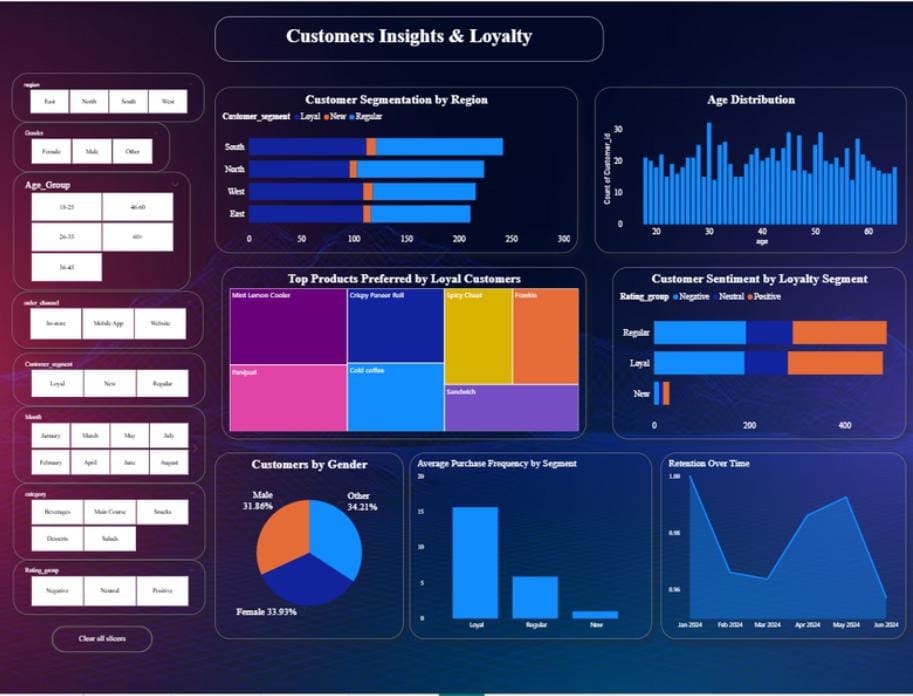 Customers Insights & Loyalty
region
East North South West
Gender
Female Male Other
Age_Group
18-25 46-60
26-35 60+
36-45
order_channel
In-store Mobile App Website
Customer_segment
Loyal New Regular
Month
January March May July
February April June August
category
Beverages Main Course Snacks
Desserts Salads
Rating_group
Negative Neutral Positive
Clear all slicers
Customer Segmentation by Region
Customer_segment Loyal New Regular
South
North
West
East
0 50 100 150 200 250 300
Age Distribution
Count of Customer_id
30
20
10
0
20 30 40 50 60
age
Top Products Preferred by Loyal Customers
Mint Lemon Cooler
Crispy Paneer Roll
Spicy Chaat
Frankie
Panipuri
Cold coffee
Sandwich
Customer Sentiment by Loyalty Segment
Rating_group Negative Neutral Positive
Regular
Loyal
New
0 200 400
Customers by Gender
Male
31.86%
Other
34.21%
Female 33.93%
Average Purchase Frequency by Segment
20
15
10
5
0
Loyal Regular New
Retention Over Time
1.00
0.98
0.96
Jan 2024 Feb 2024 Mar 2024 Apr 2024 May 2024 Jun 2024